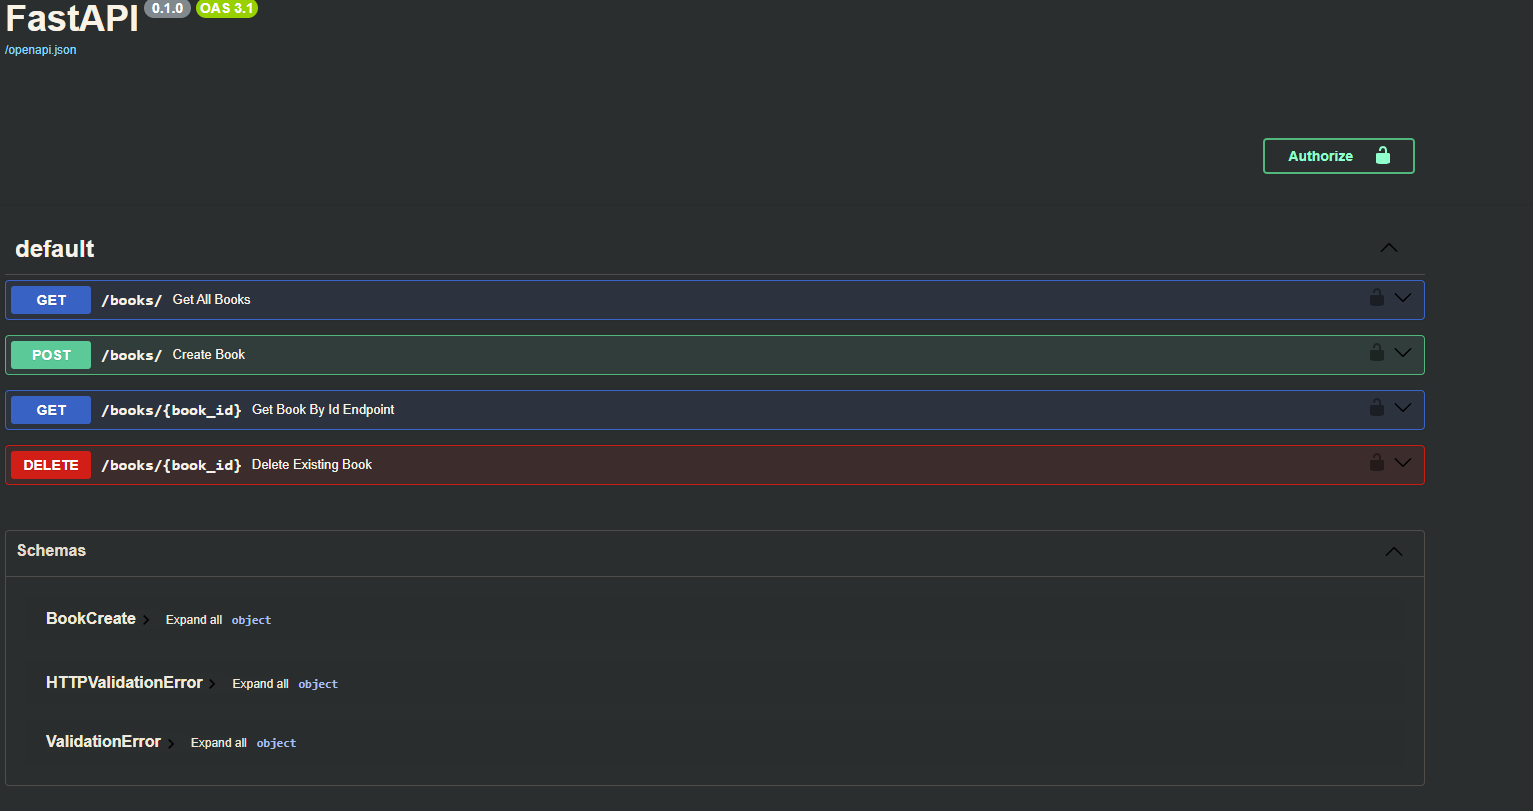 FastAPI 0.1.0 OAS 3.1
/openapi.json
Authorize
default
GET /books/ Get All Books
POST /books/ Create Book
GET /books/{book_id} Get Book By Id Endpoint
DELETE /books/{book_id} Delete Existing Book
Schemas
BookCreate Expand all object
HTTPValidationError Expand all object
ValidationError Expand all object